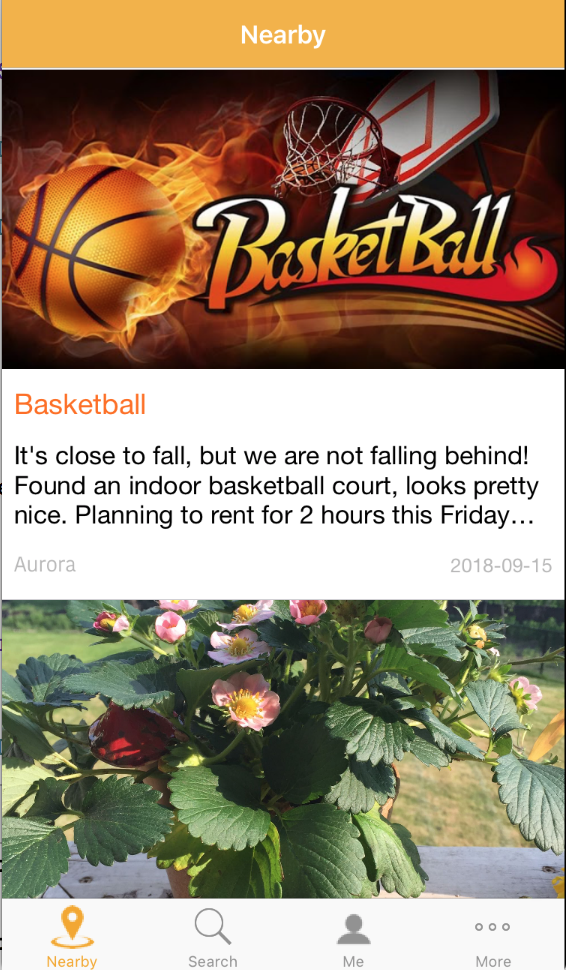 Nearby
BasketBall
Basketball
It's close to fall, but we are not falling behind!
Found an indoor basketball court, looks pretty
nice. Planning to rent for 2 hours this Friday…
Aurora
2018-09-15
Nearby
Search
Me
More